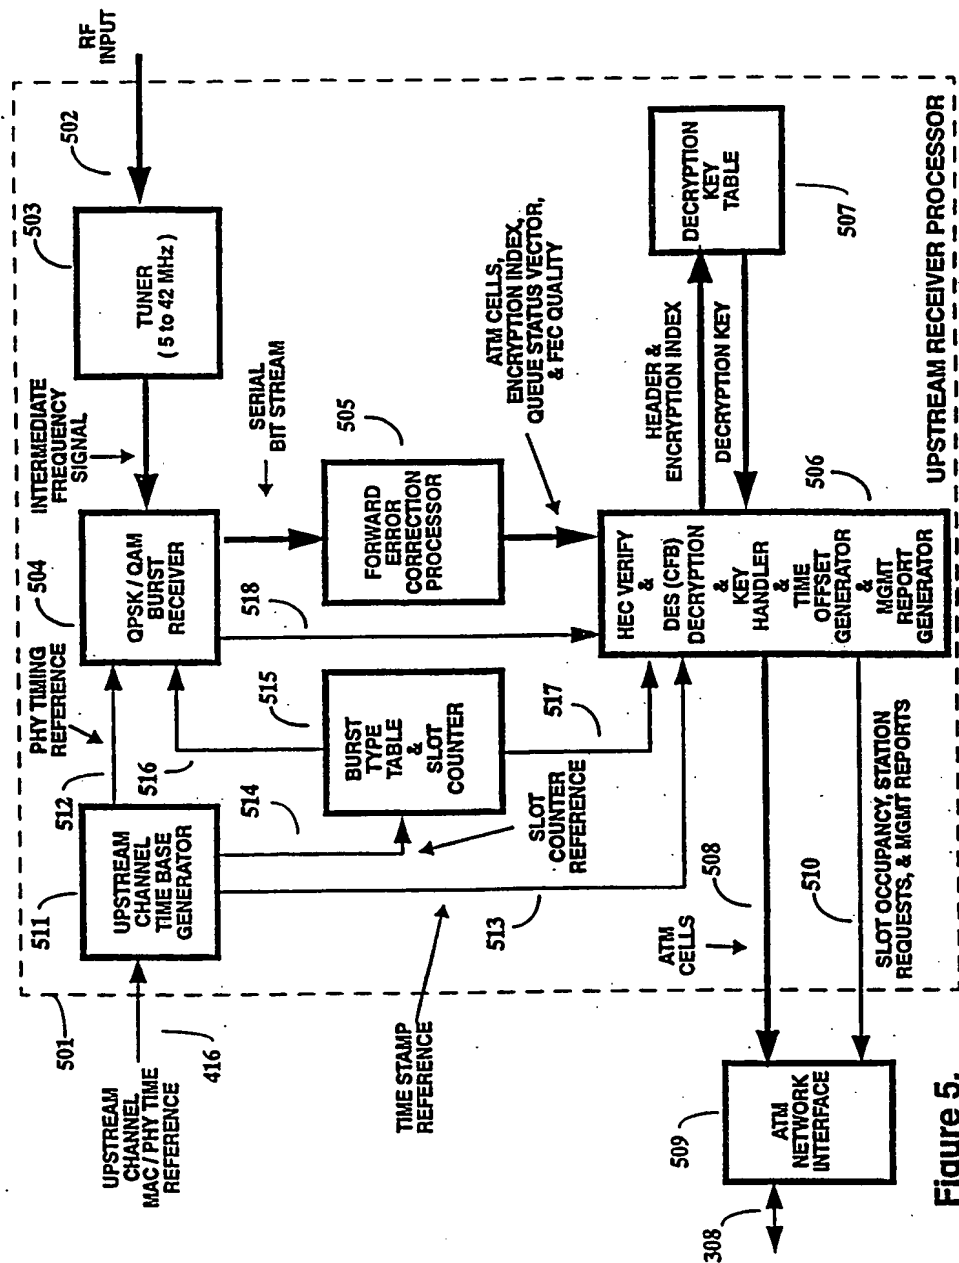 RF
INPUT
502
503
TUNER
( 5 to 42 MHz )
INTERMEDIATE
FREQUENCY
SIGNAL
504
QPSK / QAM
BURST
RECEIVER
PHY TIMING
REFERENCE
512
511
UPSTREAM
CHANNEL
TIME BASE
GENERATOR
501
416
UPSTREAM
CHANNEL
MAC / PHY TIME
REFERENCE
SERIAL
BIT STREAM
505
FORWARD
ERROR
CORRECTION
PROCESSOR
518
515
BURST
TYPE
TABLE
&
SLOT
COUNTER
516
514
517
SLOT
COUNTER
REFERENCE
513
TIME STAMP
REFERENCE
ATM CELLS,
ENCRYPTION INDEX,
QUEUE STATUS VECTOR,
& FEC QUALITY
DECRYPTION
KEY
TABLE
507
HEADER &
ENCRYPTION INDEX
DECRYPTION KEY
506
HEC VERIFY
&
DES (CFB)
DECRYPTION
&
KEY
HANDLER
&
TIME
OFFSET
GENERATOR
&
MGMT
REPORT
GENERATOR
UPSTREAM RECEIVER PROCESSOR
508
ATM
CELLS
510
SLOT OCCUPANCY, STATION
REQUESTS, & MGMT REPORTS
509
ATM
NETWORK
INTERFACE
308
Figure 5.